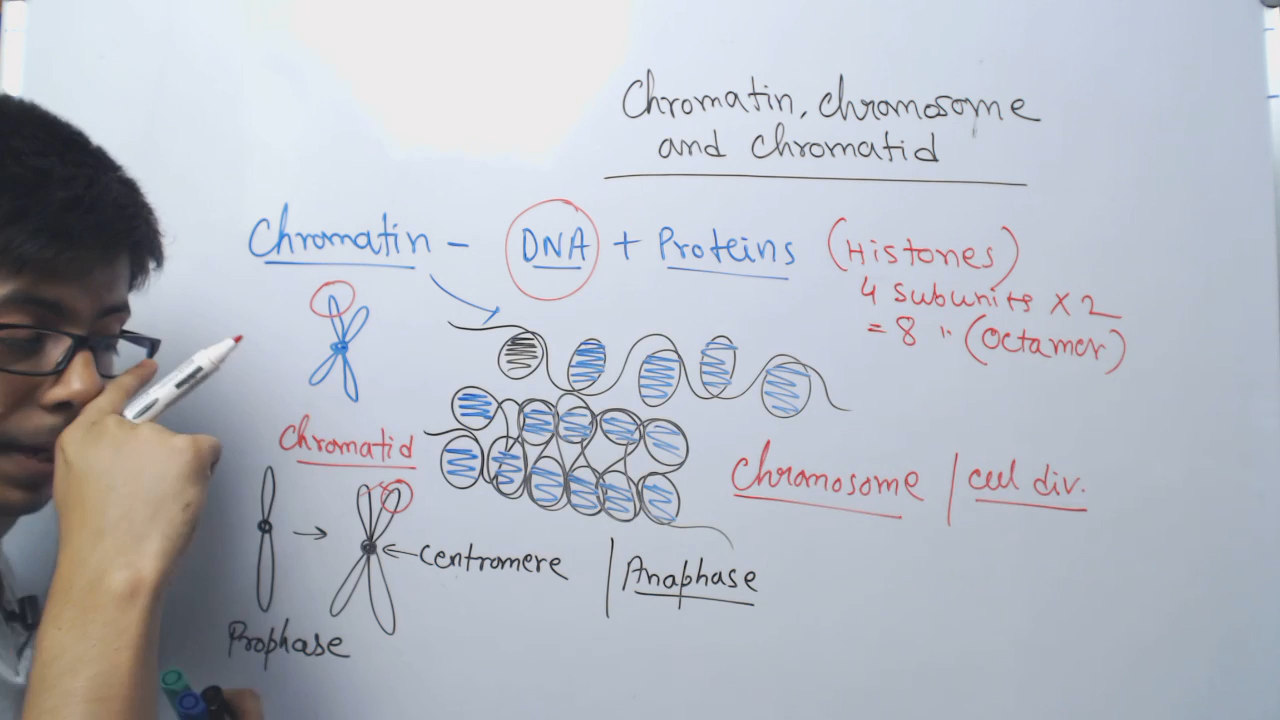 Chromatin, chromosome
and chromatid
Chromatin - DNA + Proteins (Histones)
4 subunits x 2
= 8 " (Octamer)
Chromatid
Chromosome / cell div.
Centromere / Anaphase
Prophase